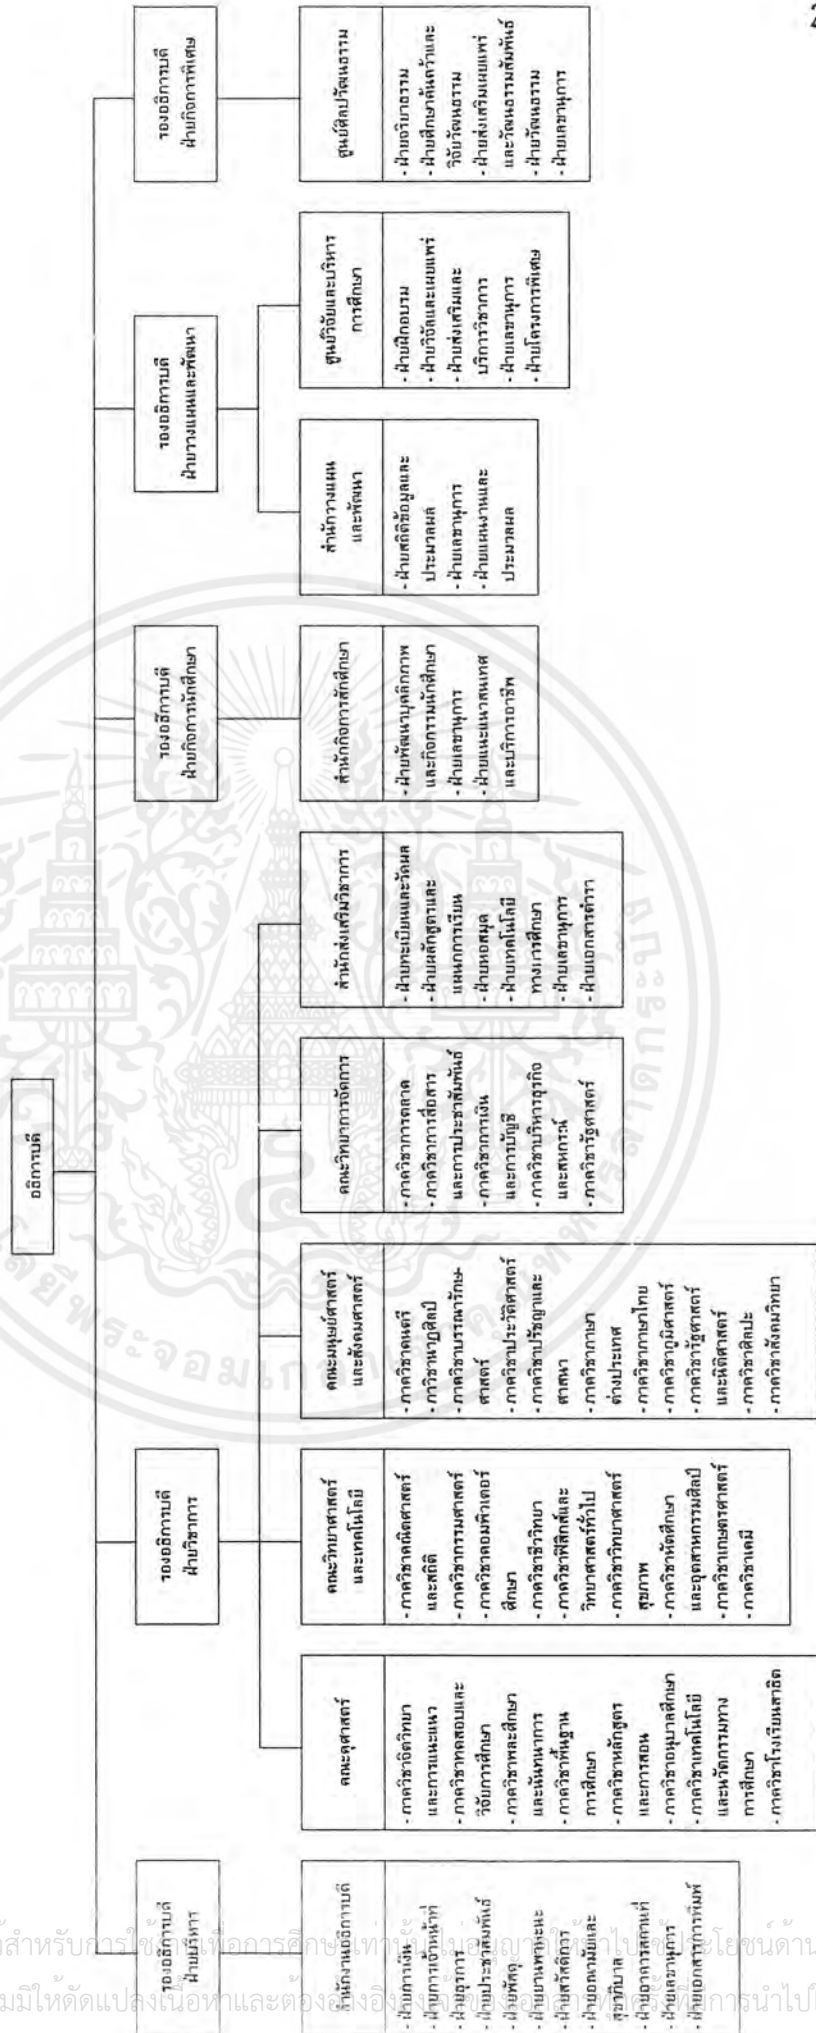 อธิการบดี
รองอธิการบดี
ฝ่ายบริหาร
รองอธิการบดี
ฝ่ายวิชาการ
รองอธิการบดี
ฝ่ายกิจการนักศึกษา
รองอธิการบดี
ฝ่ายวางแผนและพัฒนา
รองอธิการบดี
ฝ่ายกิจการพิเศษ
สำนักงานอธิการบดี
- ฝ่ายการเงิน
- ฝ่ายการเจ้าหน้าที่
- ฝ่ายธุรการ
- ฝ่ายประชาสัมพันธ์
- ฝ่ายพัสดุ
- ฝ่ายยานพาหนะ
- ฝ่ายสวัสดิการ
- ฝ่ายอนามัยและ
สุขาภิบาล
- ฝ่ายอาคารสถานที่
- ฝ่ายเลขานุการ
- ฝ่ายเอกสารการพิมพ์
คณะครุศาสตร์
- ภาควิชาจิตวิทยา
และการแนะแนว
- ภาควิชาทดสอบและ
วิจัยการศึกษา
- ภาควิชาพละศึกษา
และนันทนาการ
- ภาควิชาพื้นฐาน
การศึกษา
- ภาควิชาหลักสูตร
และการสอน
- ภาควิชาอนุบาลศึกษา
- ภาควิชาเทคโนโลยี
และนวัตกรรมทาง
การศึกษา
- ภาควิชาโรงเรียนสาธิต
คณะวิทยาศาสตร์
และเทคโนโลยี
- ภาควิชาคณิตศาสตร์
และสถิติ
- ภาควิชากรรมศาสตร์
- ภาควิชาคอมพิวเตอร์
ศึกษา
- ภาควิชาชีววิทยา
- ภาควิชาฟิสิกส์และ
วิทยาศาสตร์ทั่วไป
- ภาควิชาวิทยาศาสตร์
สุขภาพ
- ภาควิชาหัตศึกษา
และอุตสาหกรรมศิลป์
- ภาควิชาเกษตรศาสตร์
- ภาควิชาเคมี
คณะมนุษย์ศาสตร์
และสังคมศาสตร์
- ภาควิชาดนตรี
- ภาวิชานาฏศิลป์
- ภาควิชาบรรณารักษ-
ศาสตร์
- ภาควิชาประวัติศาสตร์
- ภาควิชาปรัชญาและ
ศาสนา
- ภาควิชาภาษา
ต่างประเทศ
- ภาควิชาภาษาไทย
- ภาควิชาภูมิศาสตร์
- ภาควิชารัฐศาสตร์
และนิติศาสตร์
- ภาควิชาศิลปะ
- ภาควิชาสังคมวิทยา
คณะวิทยาการจัดการ
- ภาควิชาการตลาด
- ภาควิชาการสื่อสาร
และการประชาสัมพันธ์
- ภาควิชาการเงิน
และการบัญชี
- ภาควิชาบริหารธุรกิจ
และสหกรณ์
- ภาควิชารัฐศาสตร์
สำนักส่งเสริมวิชาการ
- ฝ่ายทะเบียนและวัดผล
- ฝ่ายหลักสูตรและ
แผนการเรียน
- ฝ่ายหอสมุด
- ฝ่ายเทคโนโลยี
ทางการศึกษา
- ฝ่ายเลขานุการ
- ฝ่ายเอกสารตำรา
สำนักกิจการสักศึกษา
- ฝ่ายพัฒนาบุคลิกภาพ
และกิจกรรมนักศึกษา
- ฝ่ายเลขานุการ
- ฝ่ายแนะแนวสนเทศ
และบริการอาชีพ
สำนักวางแผน
และพัฒนา
- ฝ่ายสถิติข้อมูลและ
ประมวลผล
- ฝ่ายเลขานุการ
- ฝ่ายแผนงานและ
ประมวลผล
ศูนย์วิจัยและบริหาร
การศึกษา
- ฝ่ายฝึกอบรม
- ฝ่ายวิจัลและเผยแพร่
- ฝ่ายส่งเสริมและ
บริการวิชาการ
- ฝ่ายเลขานุการ
- ฝ่ายโครงการพิเศษ
ศูนย์ศิลปวัฒนธรรม
- ฝ่ายจริยาธรรม
- ฝ่ายศึกษาค้นคว้าและ
วิจัยวัฒนธรรม
- ฝ่ายส่งเสริมเผยแพร่
และวัฒนธรรมสัมพันธ์
- ฝ่ายวัฒนธรรม
- ฝ่ายเลขานุการ